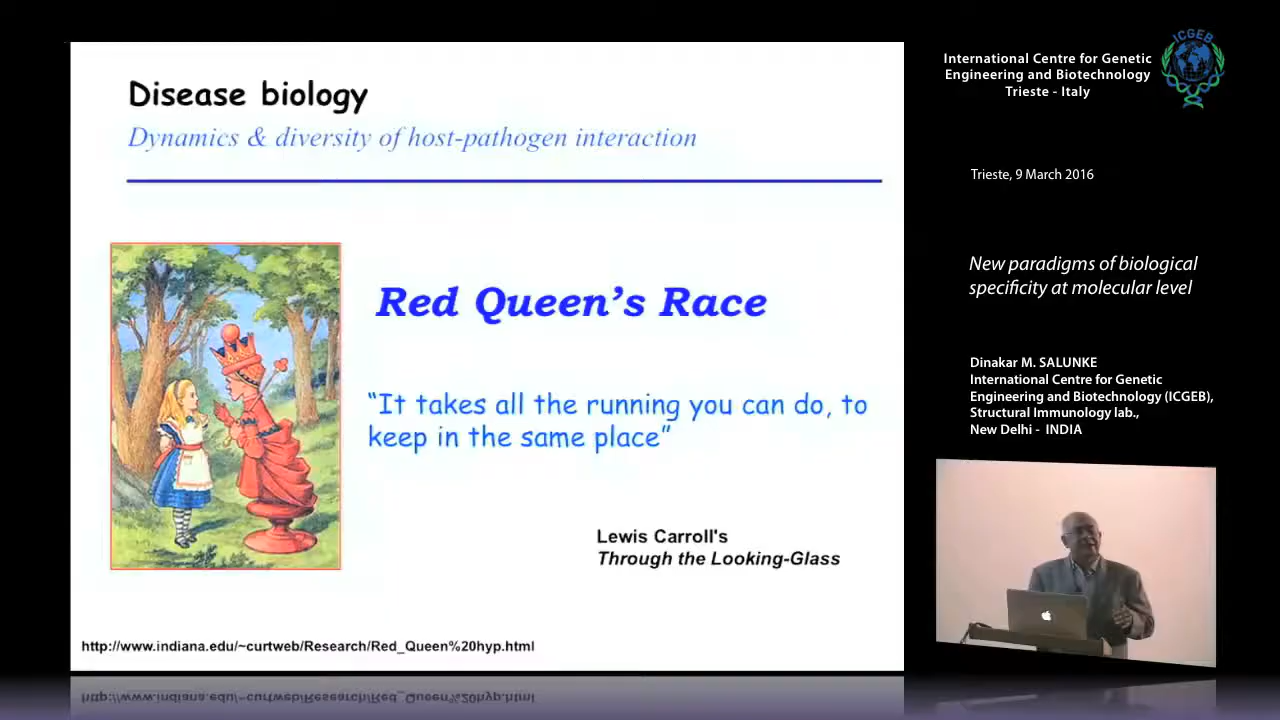 Disease biology
Dynamics & diversity of host-pathogen interaction
Red Queen's Race
“It takes all the running you can do, to
keep in the same place”
Lewis Carroll's
Through the Looking-Glass
http://www.indiana.edu/~curtweb/Research/Red_Queen%20hyp.html
International Centre for Genetic
Engineering and Biotechnology
Trieste - Italy
ICGEB
Trieste, 9 March 2016
New paradigms of biological
specificity at molecular level
Dinakar M. SALUNKE
International Centre for Genetic
Engineering and Biotechnology (ICGEB),
Structural Immunology lab.,
New Delhi - INDIA